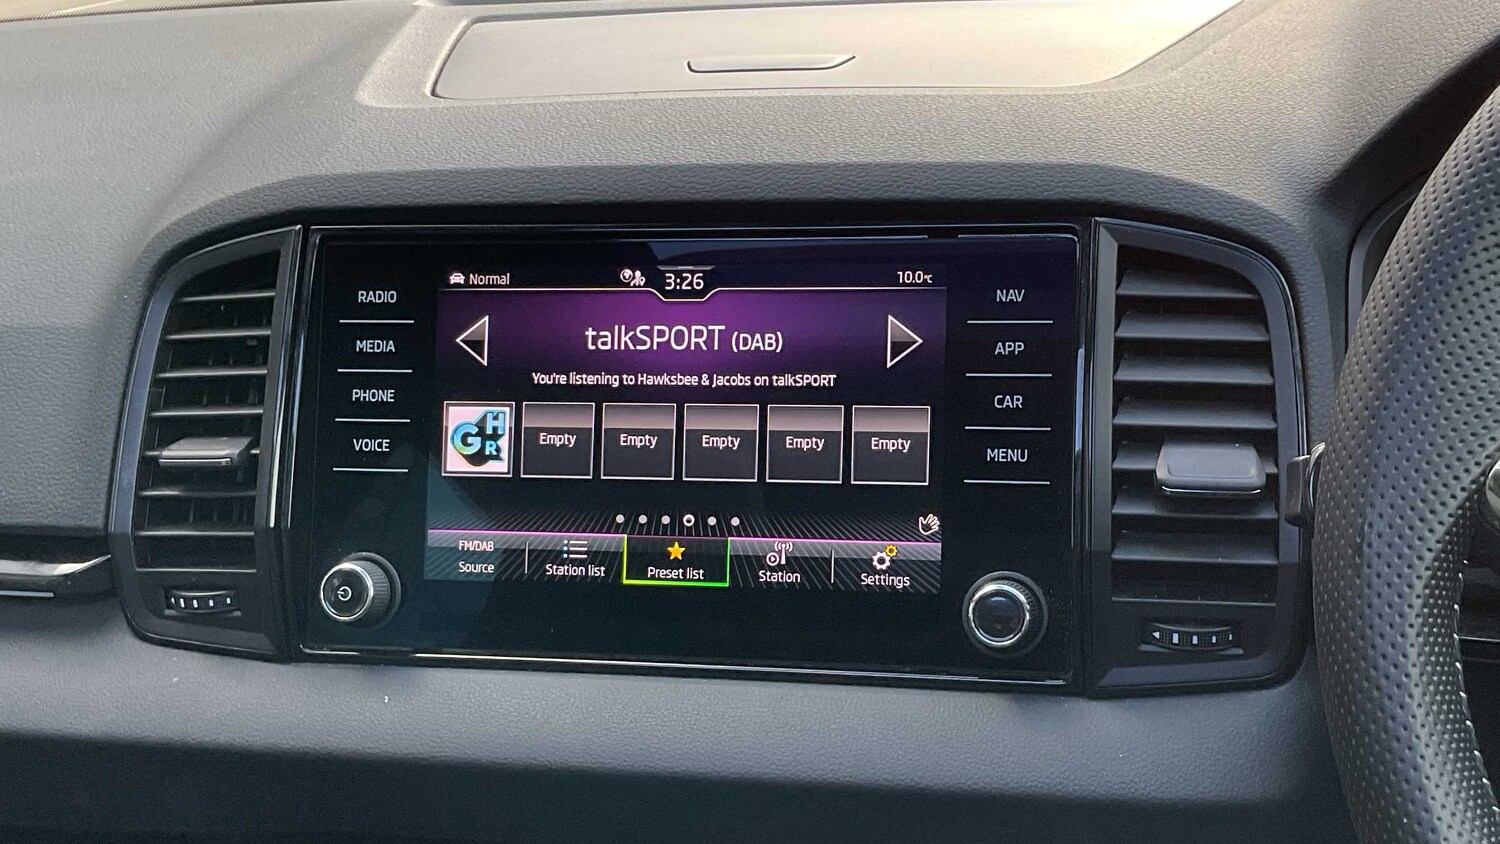 RADIO
MEDIA
PHONE
VOICE
Normal
3:26
10.0°C
talkSPORT (DAB)
You're listening to Hawksbee & Jacobs on talkSPORT
GHR
Empty
Empty
Empty
Empty
Empty
FM/DAB
Source
Station list
Preset list
Station
Settings
NAV
APP
CAR
MENU